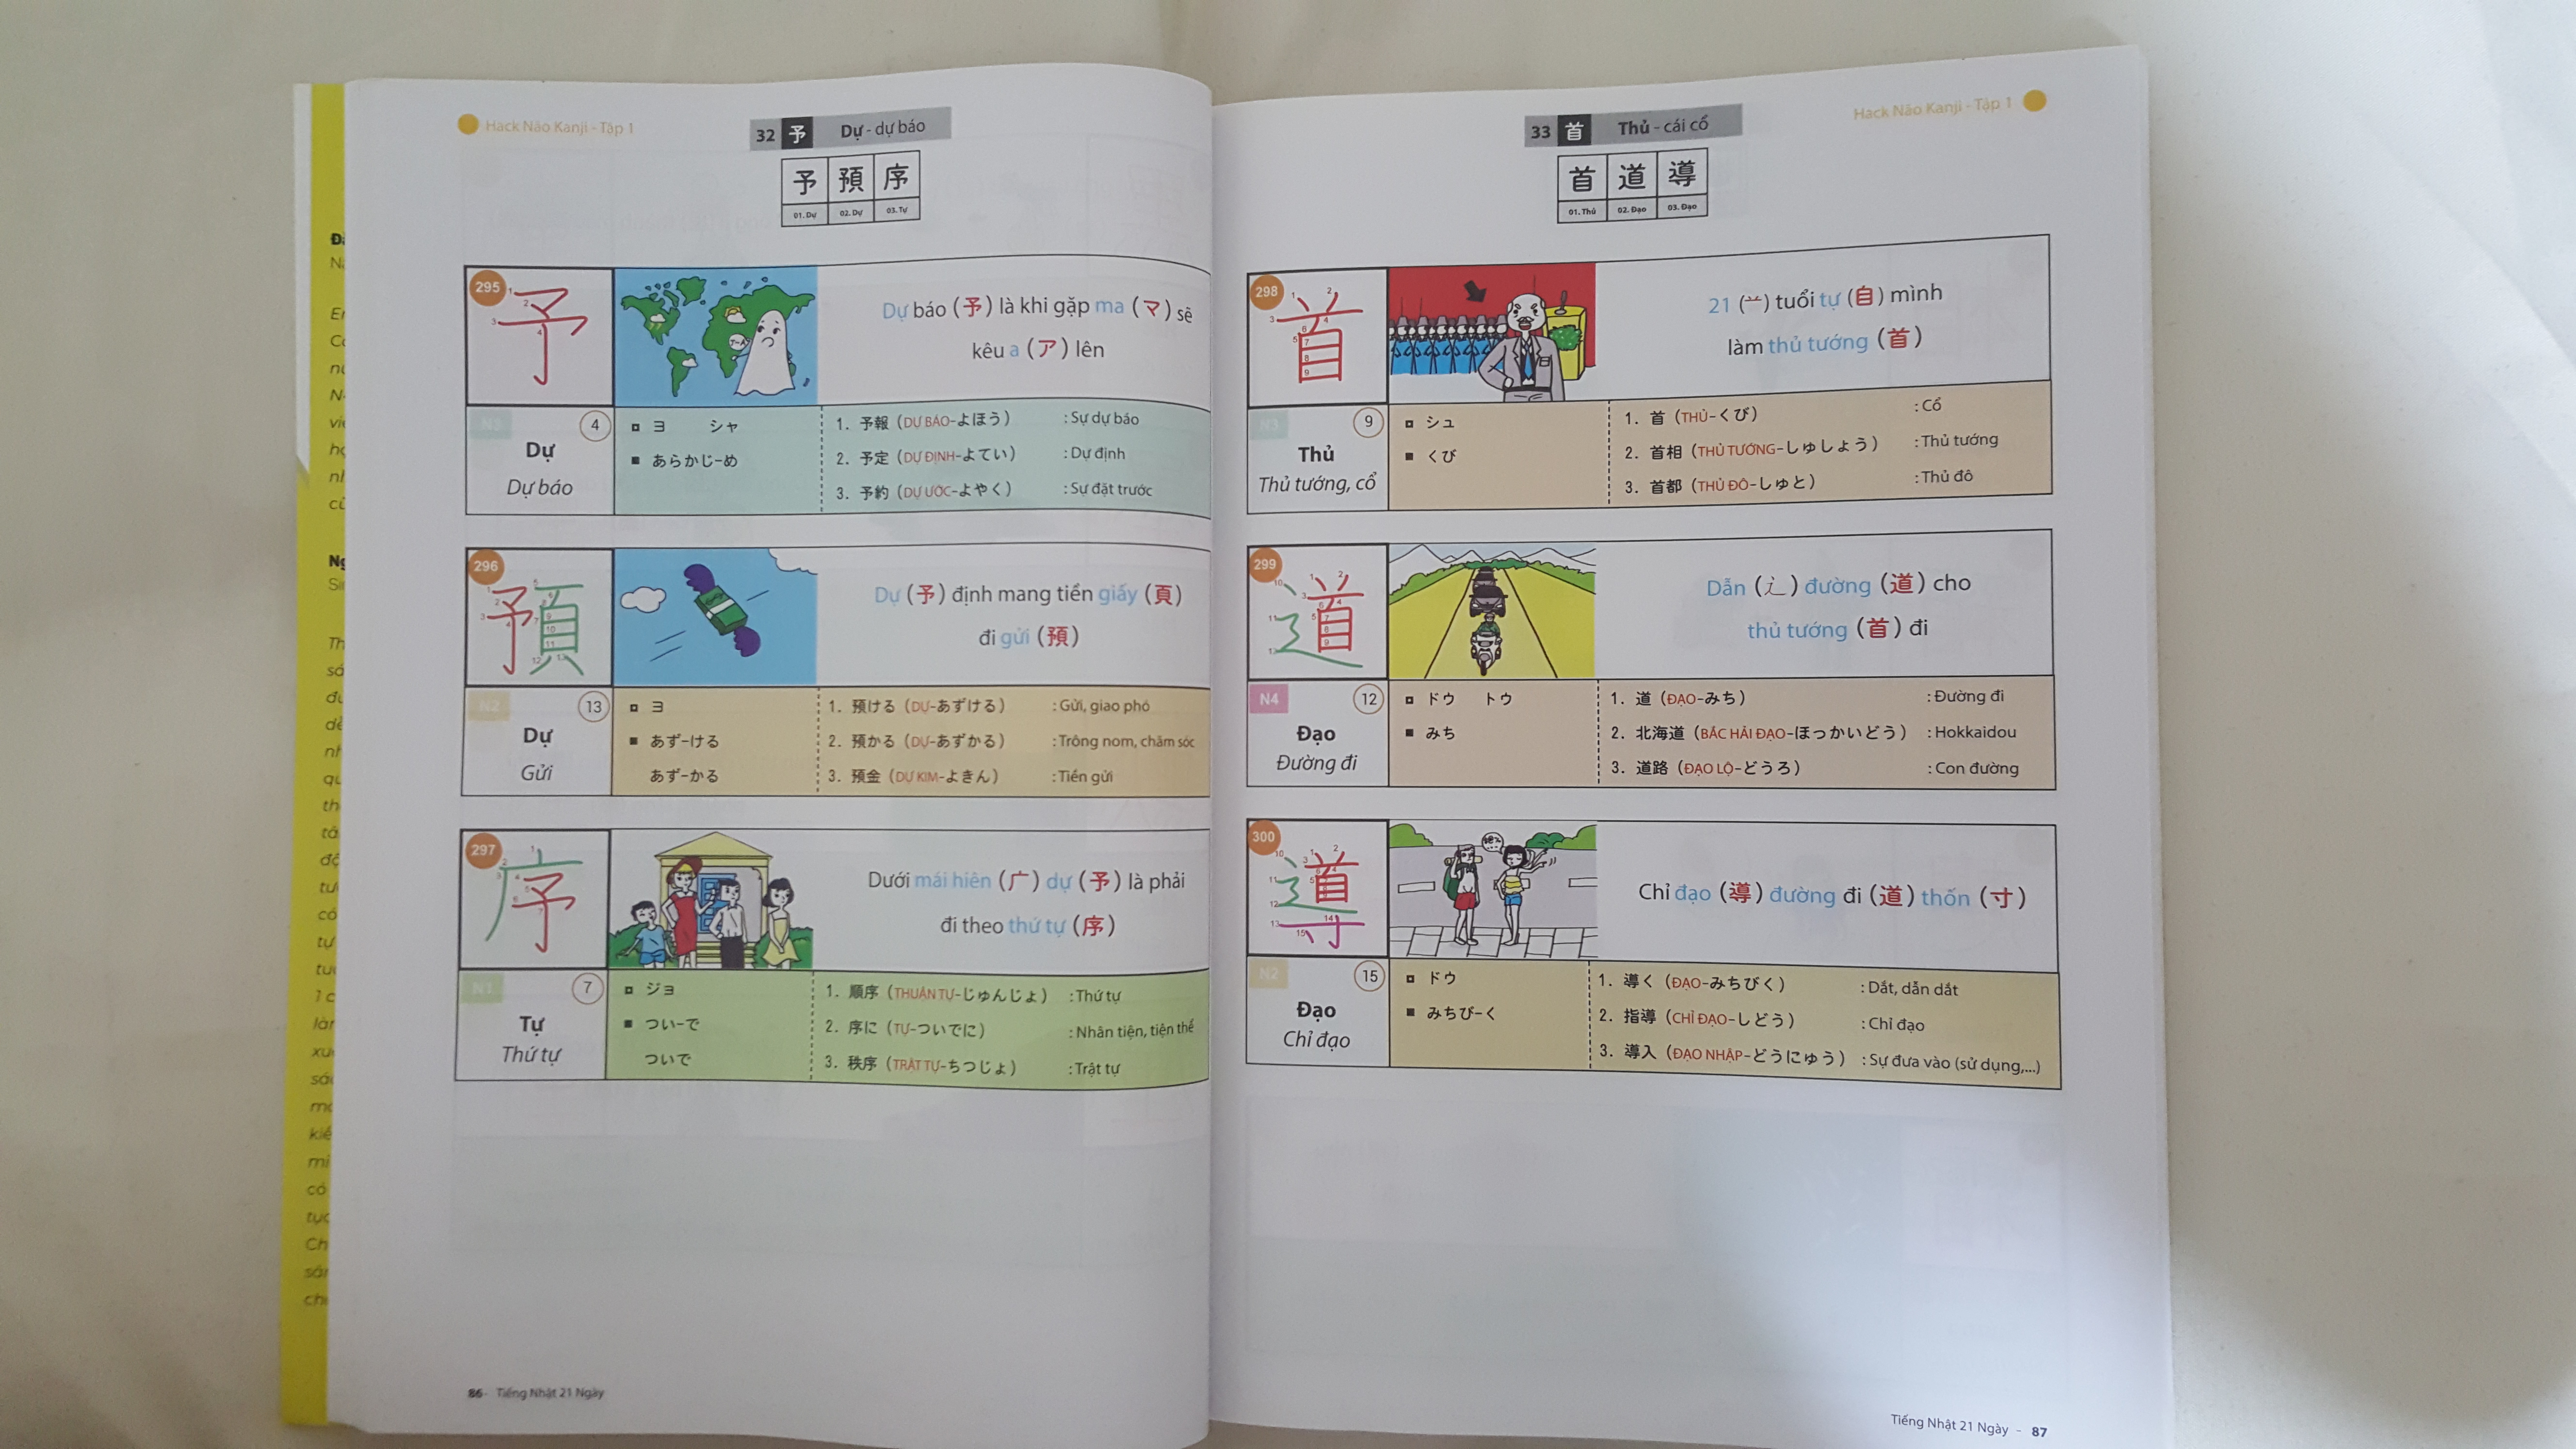 Hack Não Kanji - Tập 1
32 予 Dự - dự báo
予 預 序
01. Dự 02. Dự 03. Tự
295
予
Dự báo (予) là khi gặp ma (マ) sẽ
kêu a (ア) lên
N3 4
Dự
Dự báo
ヨ シャ
あらかじ-め
1. 予報 (DỰ BÁO-よほう) : Sự dự báo
2. 予定 (DỰ ĐỊNH-よてい) : Dự định
3. 予約 (DỰ ƯỚC-よやく) : Sự đặt trước
296
預
Dự (予) định mang tiền giấy (頁)
đi gửi (預)
N2 13
Dự
Gửi
ヨ
あず-ける
あず-かる
1. 預ける (DỰ-あずける) : Gửi, giao phó
2. 預かる (DỰ-あずかる) : Trông nom, chăm sóc
3. 預金 (DỰ KIM-よきん) : Tiền gửi
297
序
Dưới mái hiên (广) dự (予) là phải
đi theo thứ tự (序)
N1 7
Tự
Thứ tự
ジョ
つい-で
ついで
1. 順序 (THUẬN TỰ-じゅんじょ) : Thứ tự
2. 序に (TỰ-ついでに) : Nhân tiện, tiện thể
3. 秩序 (TRẬT TỰ-ちつじょ) : Trật tự
86 - Tiếng Nhật 21 Ngày
Hack Não Kanji - Tập 1
33 首 Thủ - cái cổ
首 道 導
01. Thủ 02. Đạo 03. Đạo
298
首
21 (䒑) tuổi tự (自) mình
làm thủ tướng (首)
N3 9
Thủ
Thủ tướng, cổ
シュ
くび
1. 首 (THỦ-くび) : Cổ
2. 首相 (THỦ TƯỚNG-しゅしょう) : Thủ tướng
3. 首都 (THỦ ĐÔ-しゅと) : Thủ đô
299
道
Dẫn (辶) đường (道) cho
thủ tướng (首) đi
N4 12
Đạo
Đường đi
ドウ トウ
みち
1. 道 (ĐẠO-みち) : Đường đi
2. 北海道 (BẮC HẢI ĐẠO-ほっかいどう) : Hokkaidou
3. 道路 (ĐẠO LỘ-どうろ) : Con đường
300
導
Chỉ đạo (導) đường đi (道) thốn (寸)
N2 15
Đạo
Chỉ đạo
ドウ
みちび-く
1. 導く (ĐẠO-みちびく) : Dắt, dẫn dắt
2. 指導 (CHỈ ĐẠO-しどう) : Chỉ đạo
3. 導入 (ĐẠO NHẬP-どうにゅう) : Sự đưa vào (sử dụng,...)
Tiếng Nhật 21 Ngày - 87